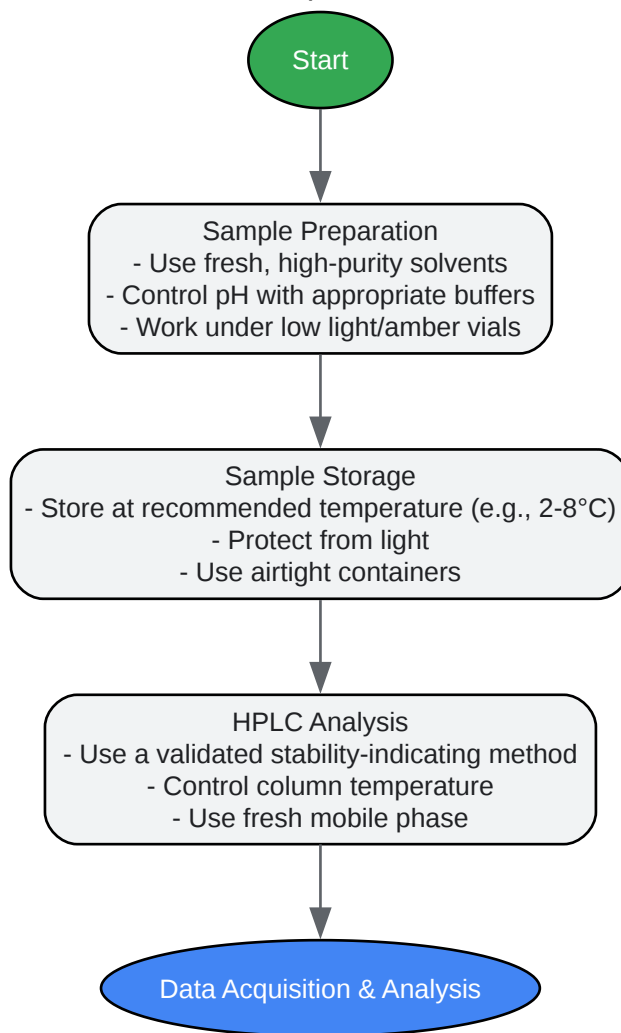 Start
Sample Preparation
- Use fresh, high-purity solvents
- Control pH with appropriate buffers
- Work under low light/amber vials
Sample Storage
- Store at recommended temperature (e.g., 2-8°C)
- Protect from light
- Use airtight containers
HPLC Analysis
- Use a validated stability-indicating method
- Control column temperature
- Use fresh mobile phase
Data Acquisition & Analysis